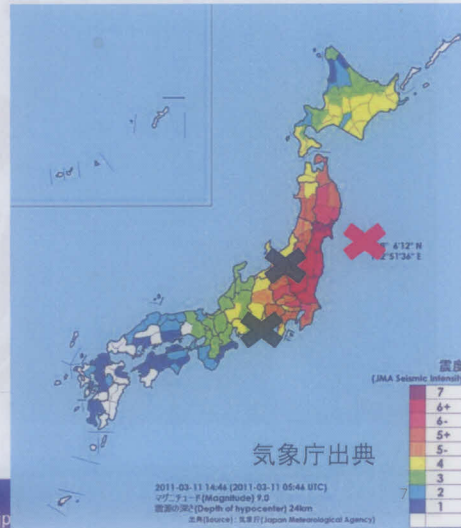 6'12" N
2°51'36" E
震度
(JMA Seismic Intensity
7
6+
6-
5+
5-
4
3
2
1
気象庁出典
2011-03-11 14:46 (2011-03-11 05:46 UTC)
マグニチュード(Magnitude) 9.0
震源の深さ(Depth of hypocenter) 24km
出典(Source) : 気象庁(Japan Meteorological Agency)
7
p